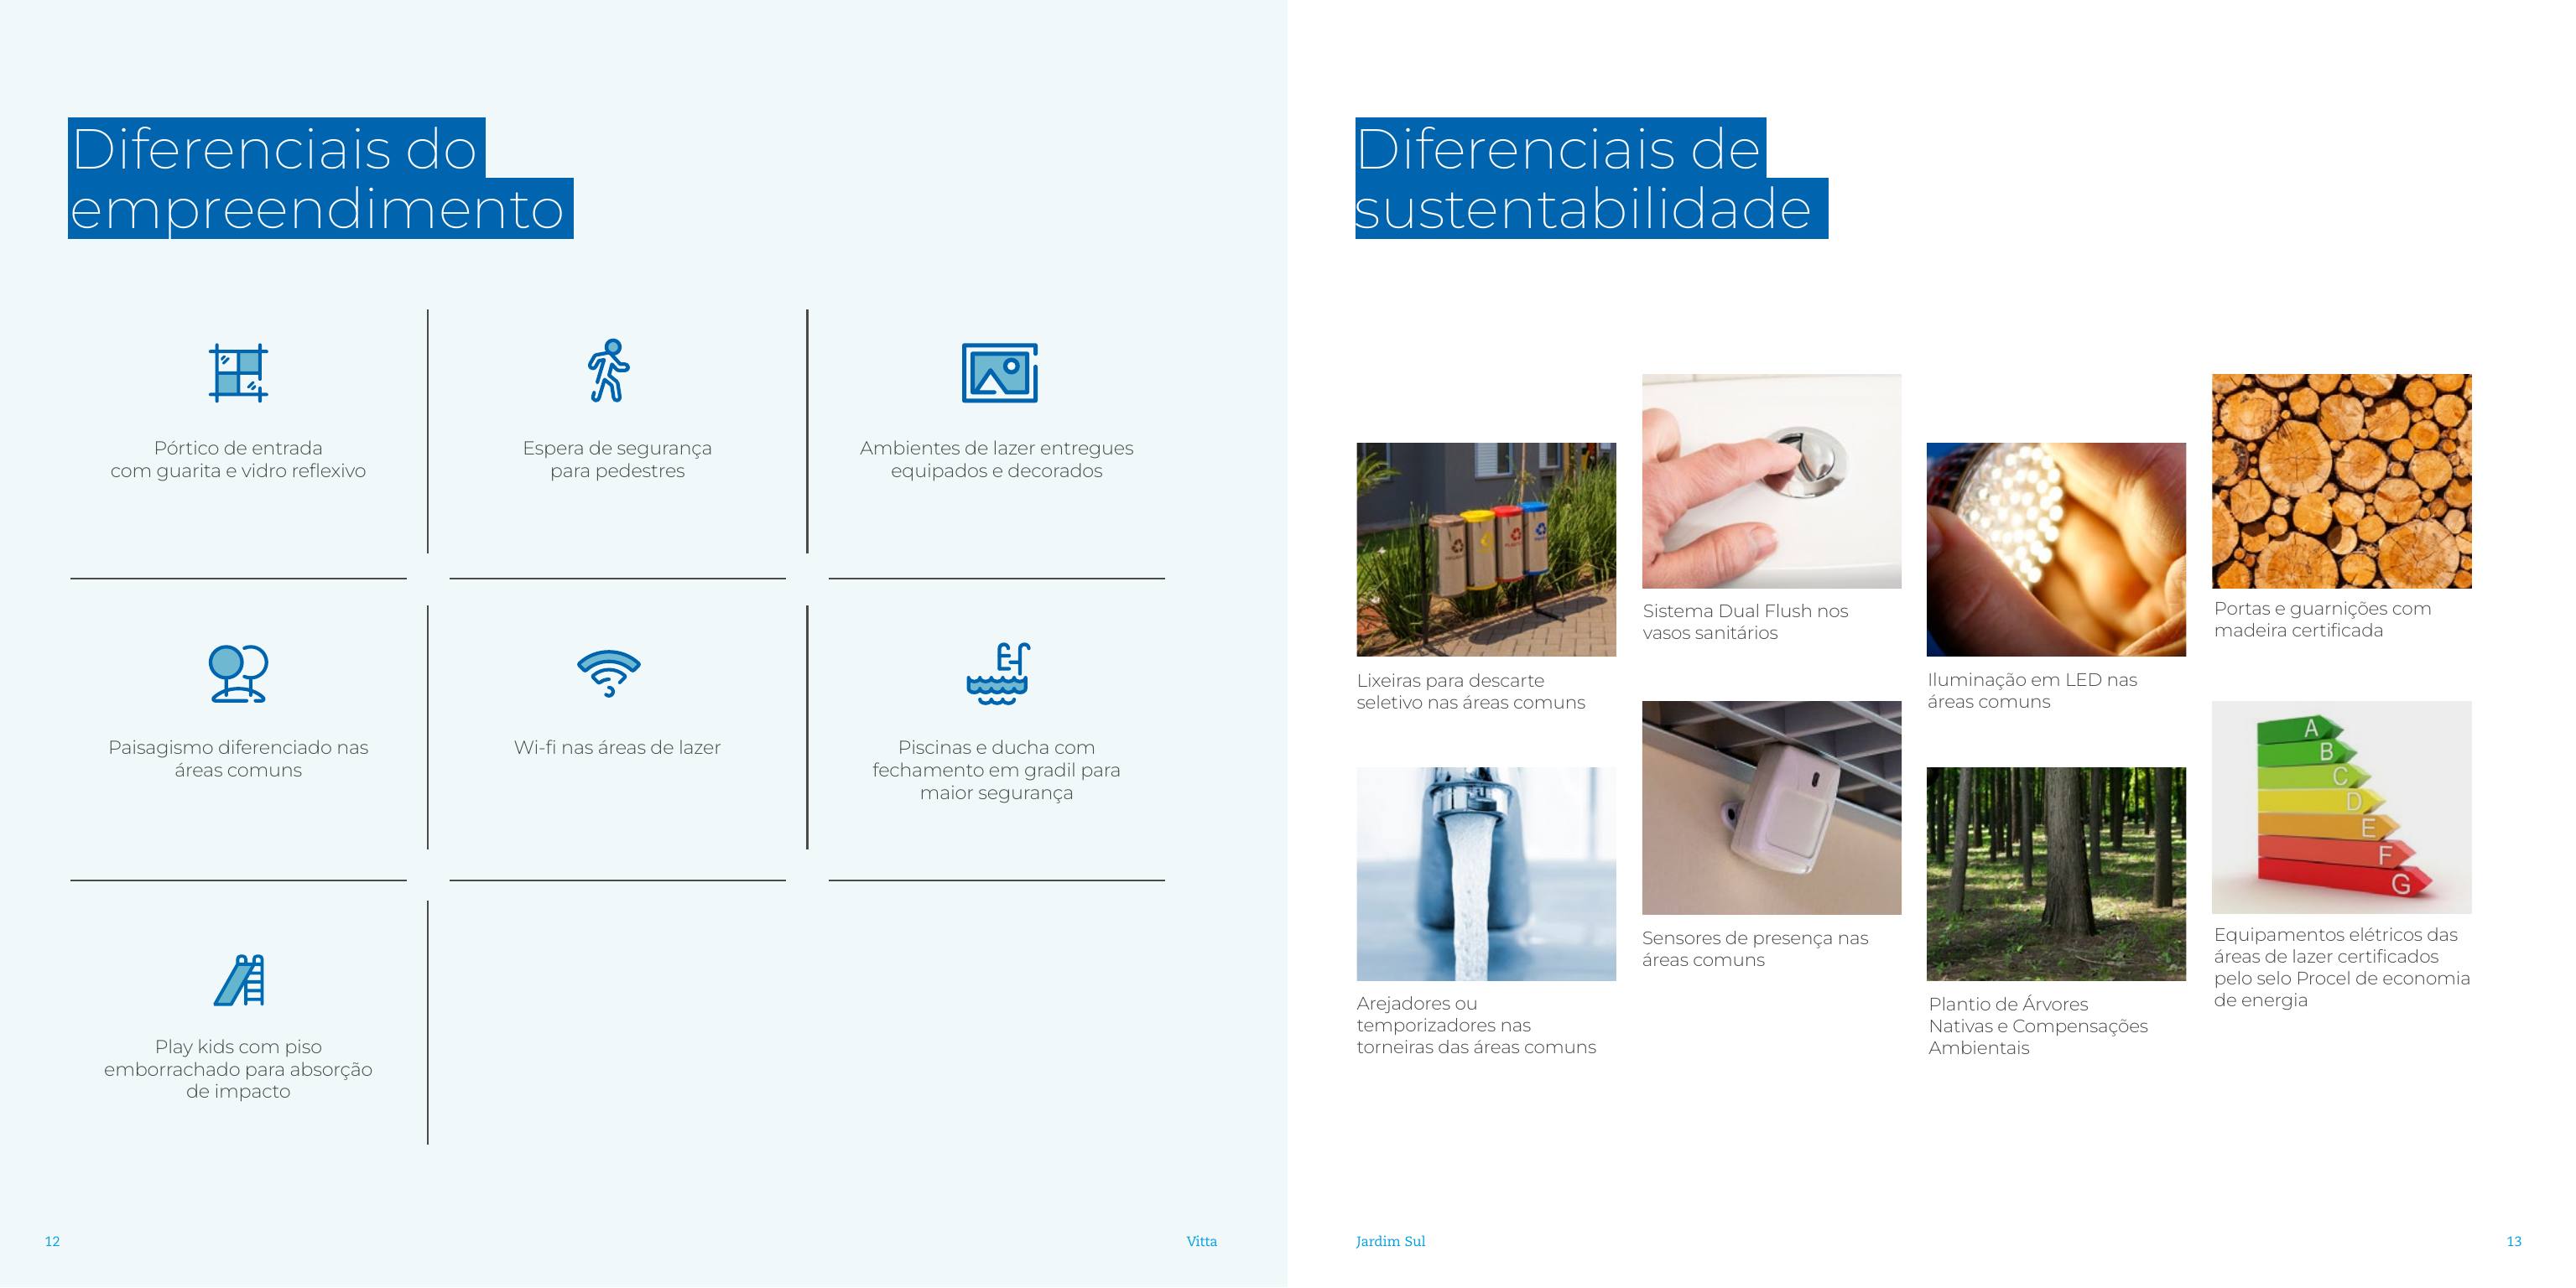 Diferenciais do
empreendimento
Pórtico de entrada
com guarita e vidro reflexivo
Espera de segurança
para pedestres
Ambientes de lazer entregues
equipados e decorados
Paisagismo diferenciado nas
áreas comuns
Wi-fi nas áreas de lazer
Piscinas e ducha com
fechamento em gradil para
maior segurança
Play kids com piso
emborrachado para absorção
de impacto
12
Vitta
Diferenciais de
sustentabilidade
Lixeiras para descarte
seletivo nas áreas comuns
Sistema Dual Flush nos
vasos sanitários
Iluminação em LED nas
áreas comuns
Portas e guarnições com
madeira certificada
Arejadores ou
temporizadores nas
torneiras das áreas comuns
Sensores de presença nas
áreas comuns
Plantio de Árvores
Nativas e Compensações
Ambientais
A
B
C
D
E
F
G
Equipamentos elétricos das
áreas de lazer certificados
pelo selo Procel de economia
de energia
Jardim Sul
13